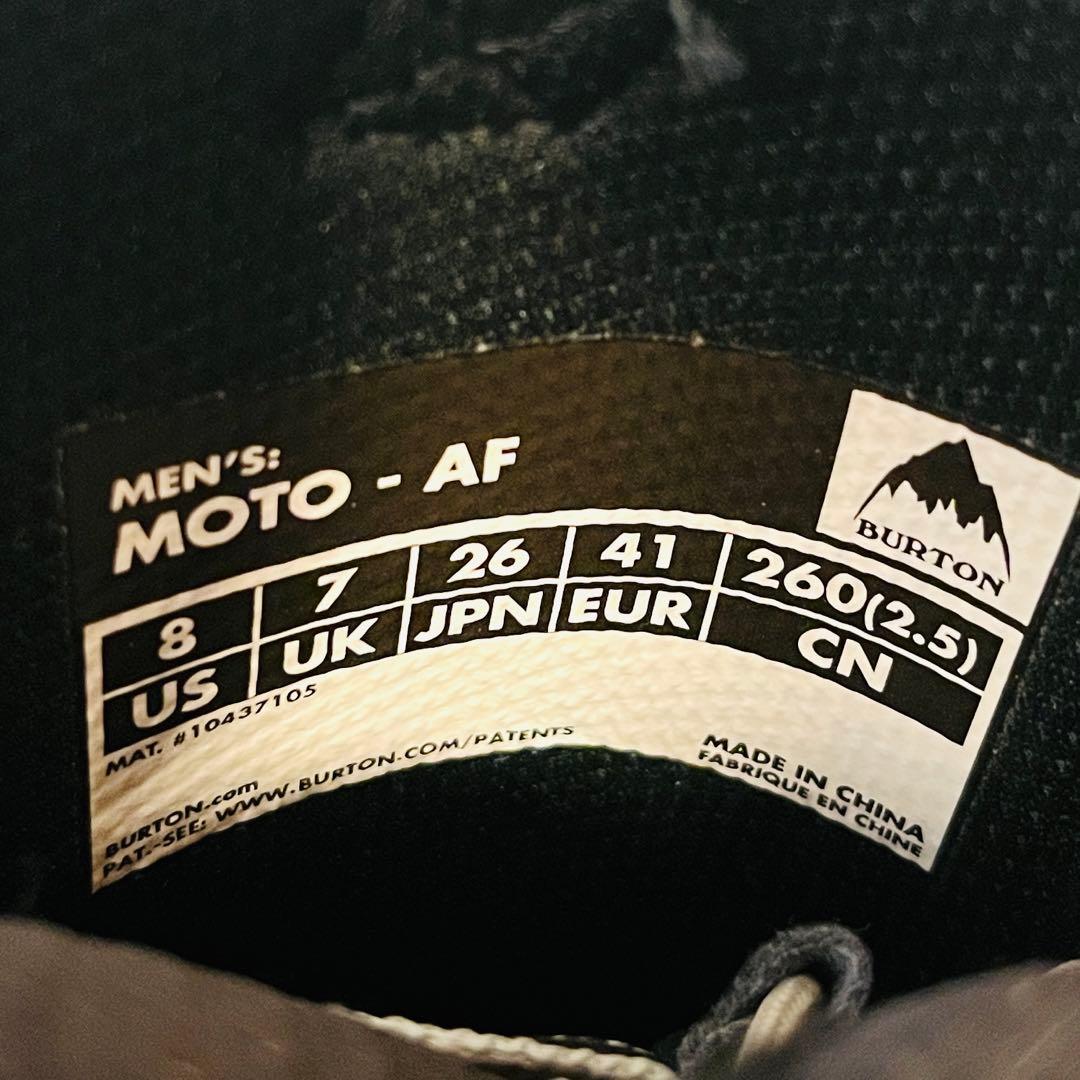 MEN'S:
MOTO - AF
BURTON
8 7 26 41 260(2.5)
US UK JPN EUR CN
MAT. #10437105
BURTON.com
PAT.-SEE: WWW.BURTON.COM/PATENTS
MADE IN CHINA
FABRIQUE EN CHINE